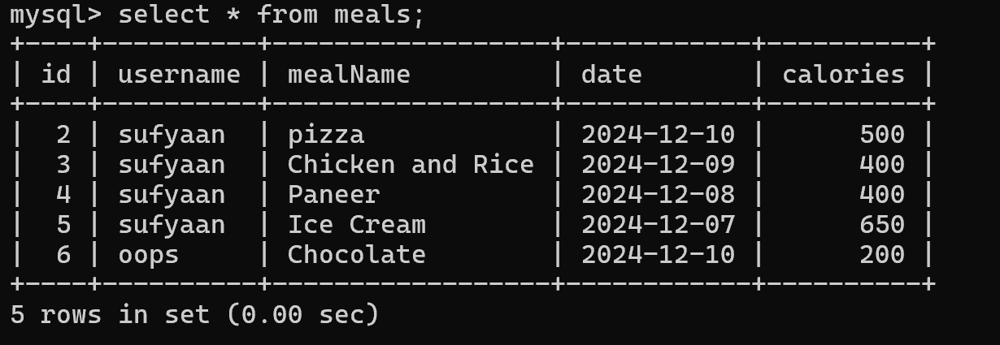 mysql> select * from meals;
+----+----------+------------------+------------+----------+
| id | username | mealName         | date       | calories |
+----+----------+------------------+------------+----------+
|  2 | sufyaan  | pizza            | 2024-12-10 |      500 |
|  3 | sufyaan  | Chicken and Rice | 2024-12-09 |      400 |
|  4 | sufyaan  | Paneer           | 2024-12-08 |      400 |
|  5 | sufyaan  | Ice Cream        | 2024-12-07 |      650 |
|  6 | oops     | Chocolate        | 2024-12-10 |      200 |
+----+----------+------------------+------------+----------+
5 rows in set (0.00 sec)